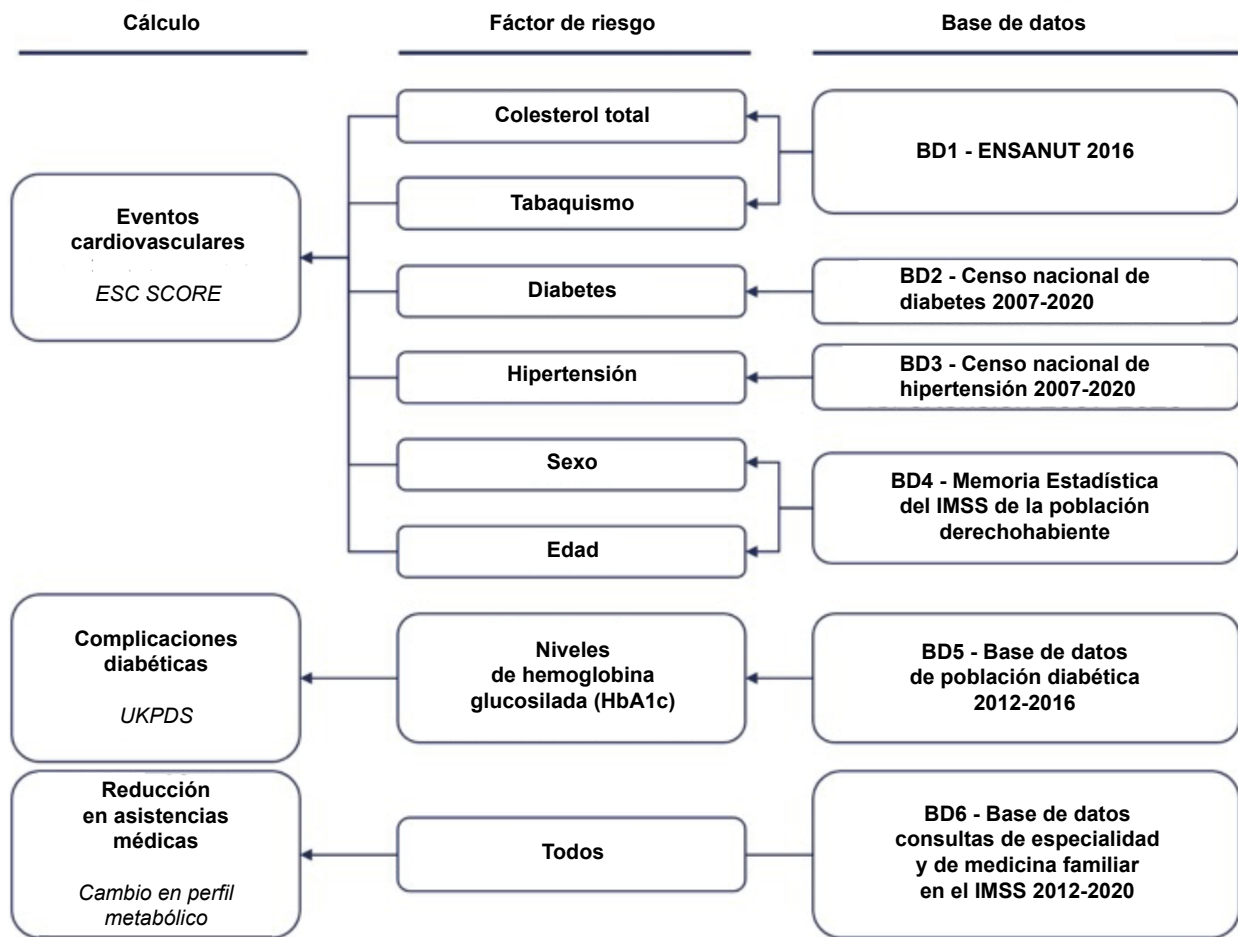 Cálculo
Fáctor de riesgo
Base de datos
Eventos
cardiovasculares
ESC SCORE
Colesterol total
Tabaquismo
Diabetes
Hipertensión
Sexo
Edad
BD1 - ENSANUT 2016
BD2 - Censo nacional de
diabetes 2007-2020
BD3 - Censo nacional de
hipertensión 2007-2020
BD4 - Memoria Estadística
del IMSS de la población
derechohabiente
Complicaciones
diabéticas
UKPDS
Niveles
de hemoglobina
glucosilada (HbA1c)
BD5 - Base de datos
de población diabética
2012-2016
Reducción
en asistencias
médicas
Cambio en perfil
metabólico
Todos
BD6 - Base de datos
consultas de especialidad
y de medicina familiar
en el IMSS 2012-2020